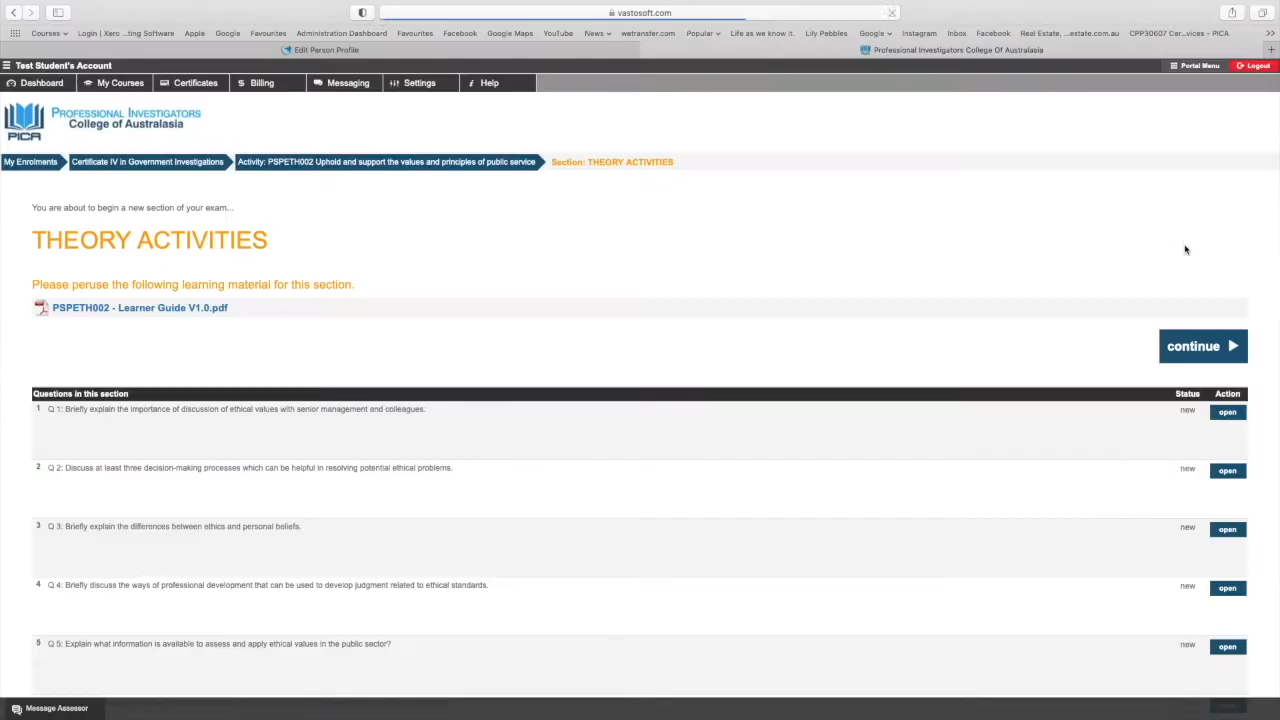 vastosoft.com
Courses Login | Xero ...ting Software Apple Google Favourites Administration Dashboard Favourites Facebook Google Maps YouTube News wetransfer.com Popular Life as we know it. Lily Pebbles Google Instagram Inbox Facebook Real Estate, ...estate.com.au CPP30607 Cer...vices - PICA >>
Edit Person Profile Professional Investigators College Of Australasia +
Test Student's Account Portal Menu Logout
Dashboard My Courses Certificates $ Billing Messaging Settings i Help
PROFESSIONAL INVESTIGATORS
College of Australasia
PICA
My Enrolments Certificate IV in Government Investigations Activity: PSPETH002 Uphold and support the values and principles of public service Section: THEORY ACTIVITIES
You are about to begin a new section of your exam...
THEORY ACTIVITIES
Please peruse the following learning material for this section.
PSPETH002 - Learner Guide V1.0.pdf
continue
Questions in this section Status Action
1 Q 1: Briefly explain the importance of discussion of ethical values with senior management and colleagues. new open
2 Q 2: Discuss at least three decision-making processes which can be helpful in resolving potential ethical problems. new open
3 Q 3: Briefly explain the differences between ethics and personal beliefs. new open
4 Q 4: Briefly discuss the ways of professional development that can be used to develop judgment related to ethical standards. new open
5 Q 5: Explain what information is available to assess and apply ethical values in the public sector? new open
Message Assessor